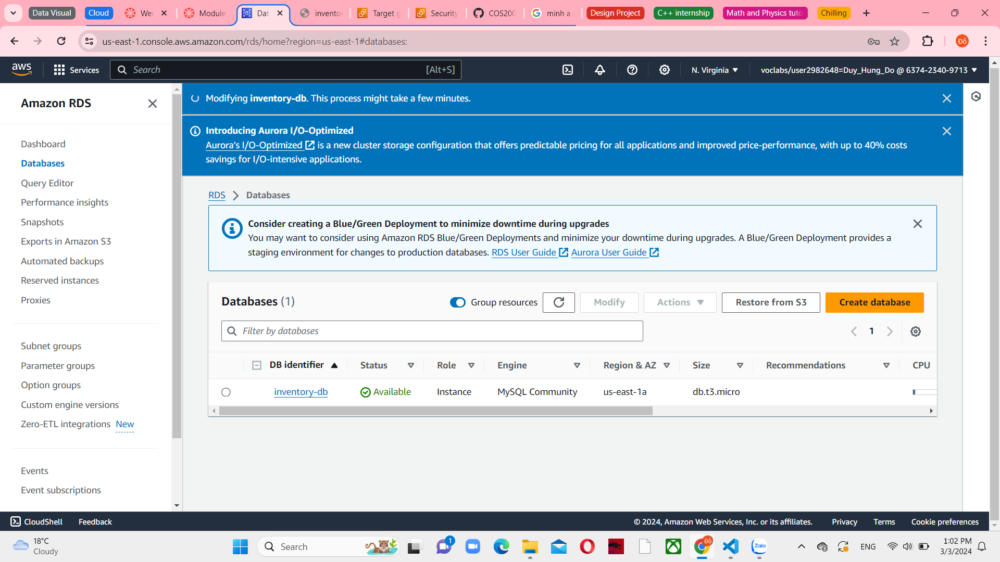 Data Visual
Cloud
Wee
Module
Dat
invento
Target g
Security
COS200
minh a s
Design Project
C++ internship
Math and Physics tuto
Chilling
us-east-1.console.aws.amazon.com/rds/home?region=us-east-1#databases:
Đỗ
aws
Services
Search
[Alt+S]
N. Virginia
voclabs/user2982648=Duy_Hung_Do @ 6374-2340-9713
Amazon RDS
Dashboard
Databases
Query Editor
Performance insights
Snapshots
Exports in Amazon S3
Automated backups
Reserved instances
Proxies
Subnet groups
Parameter groups
Option groups
Custom engine versions
Zero-ETL integrations New
Events
Event subscriptions
Modifying inventory-db. This process might take a few minutes.
Introducing Aurora I/O-Optimized
Aurora's I/O-Optimized is a new cluster storage configuration that offers predictable pricing for all applications and improved price-performance, with up to 40% costs
savings for I/O-intensive applications.
RDS > Databases
Consider creating a Blue/Green Deployment to minimize downtime during upgrades
You may want to consider using Amazon RDS Blue/Green Deployments and minimize your downtime during upgrades. A Blue/Green Deployment provides a
staging environment for changes to production databases. RDS User Guide Aurora User Guide
Databases (1)
Group resources
Modify
Actions
Restore from S3
Create database
Filter by databases
1
DB identifier Status Role Engine Region & AZ Size Recommendations CPU
inventory-db Available Instance MySQL Community us-east-1a db.t3.micro
CloudShell Feedback
© 2024, Amazon Web Services, Inc. or its affiliates. Privacy Terms Cookie preferences
18°C
Cloudy
Search
1
Đỗ
Zalo
ENG
1:02 PM
3/3/2024